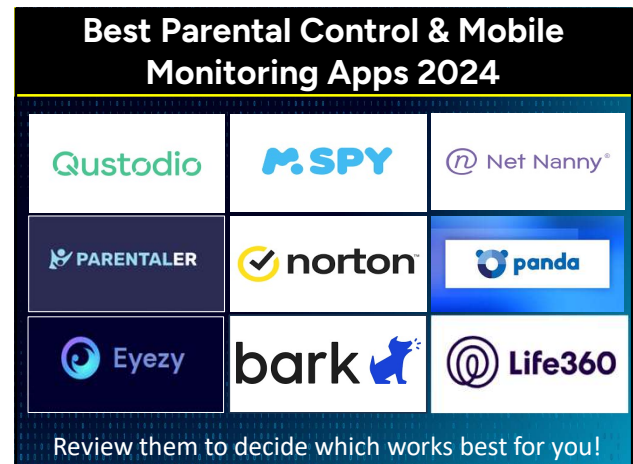 Best Parental Control & Mobile
Monitoring Apps 2024
Qustodio
mSPY
Net Nanny®
PARENTALER
norton™
panda
Eyezy
bark
Life360
Review them to decide which works best for you!